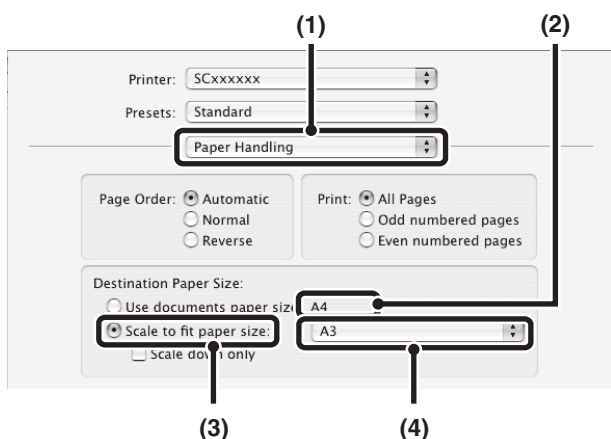 (1) (2)
Printer: SCxxxxxx
Presets: Standard
Paper Handling
Page Order: Automatic Print: All Pages
Normal Odd numbered pages
Reverse Even numbered pages
Destination Paper Size:
Use documents paper size A4
Scale to fit paper size: A3
Scale down only
(3) (4)